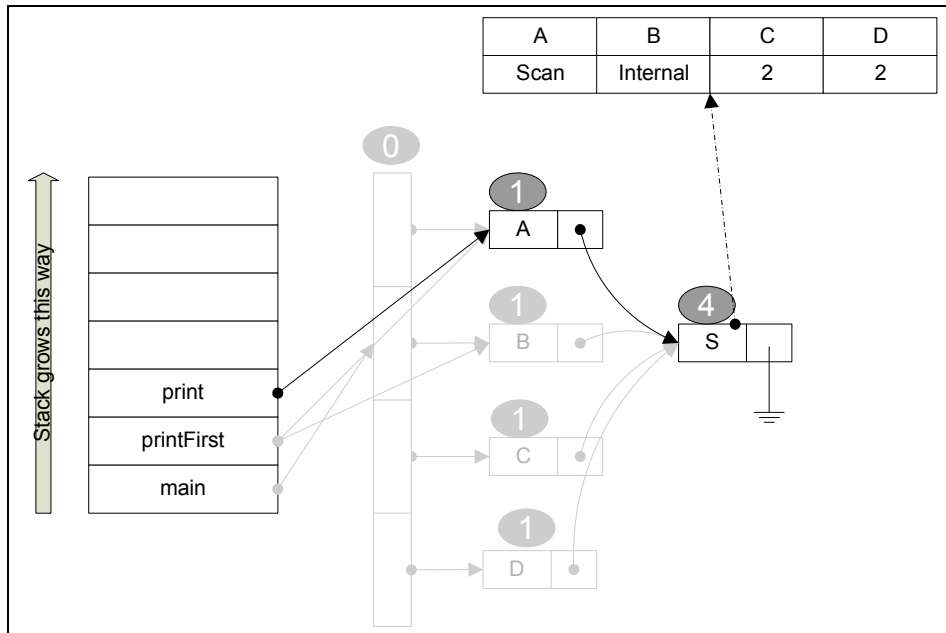 A B C D
Scan Internal 2 2
0
1
A
1
B
4
S
1
C
1
D
Stack grows this way
print
printFirst
main